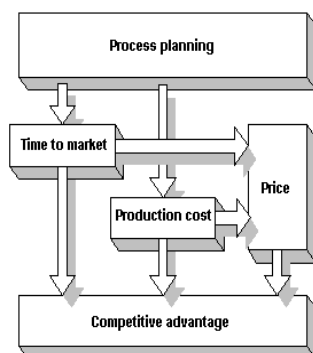 Process planning
Time to market
Price
Production cost
Competitive advantage